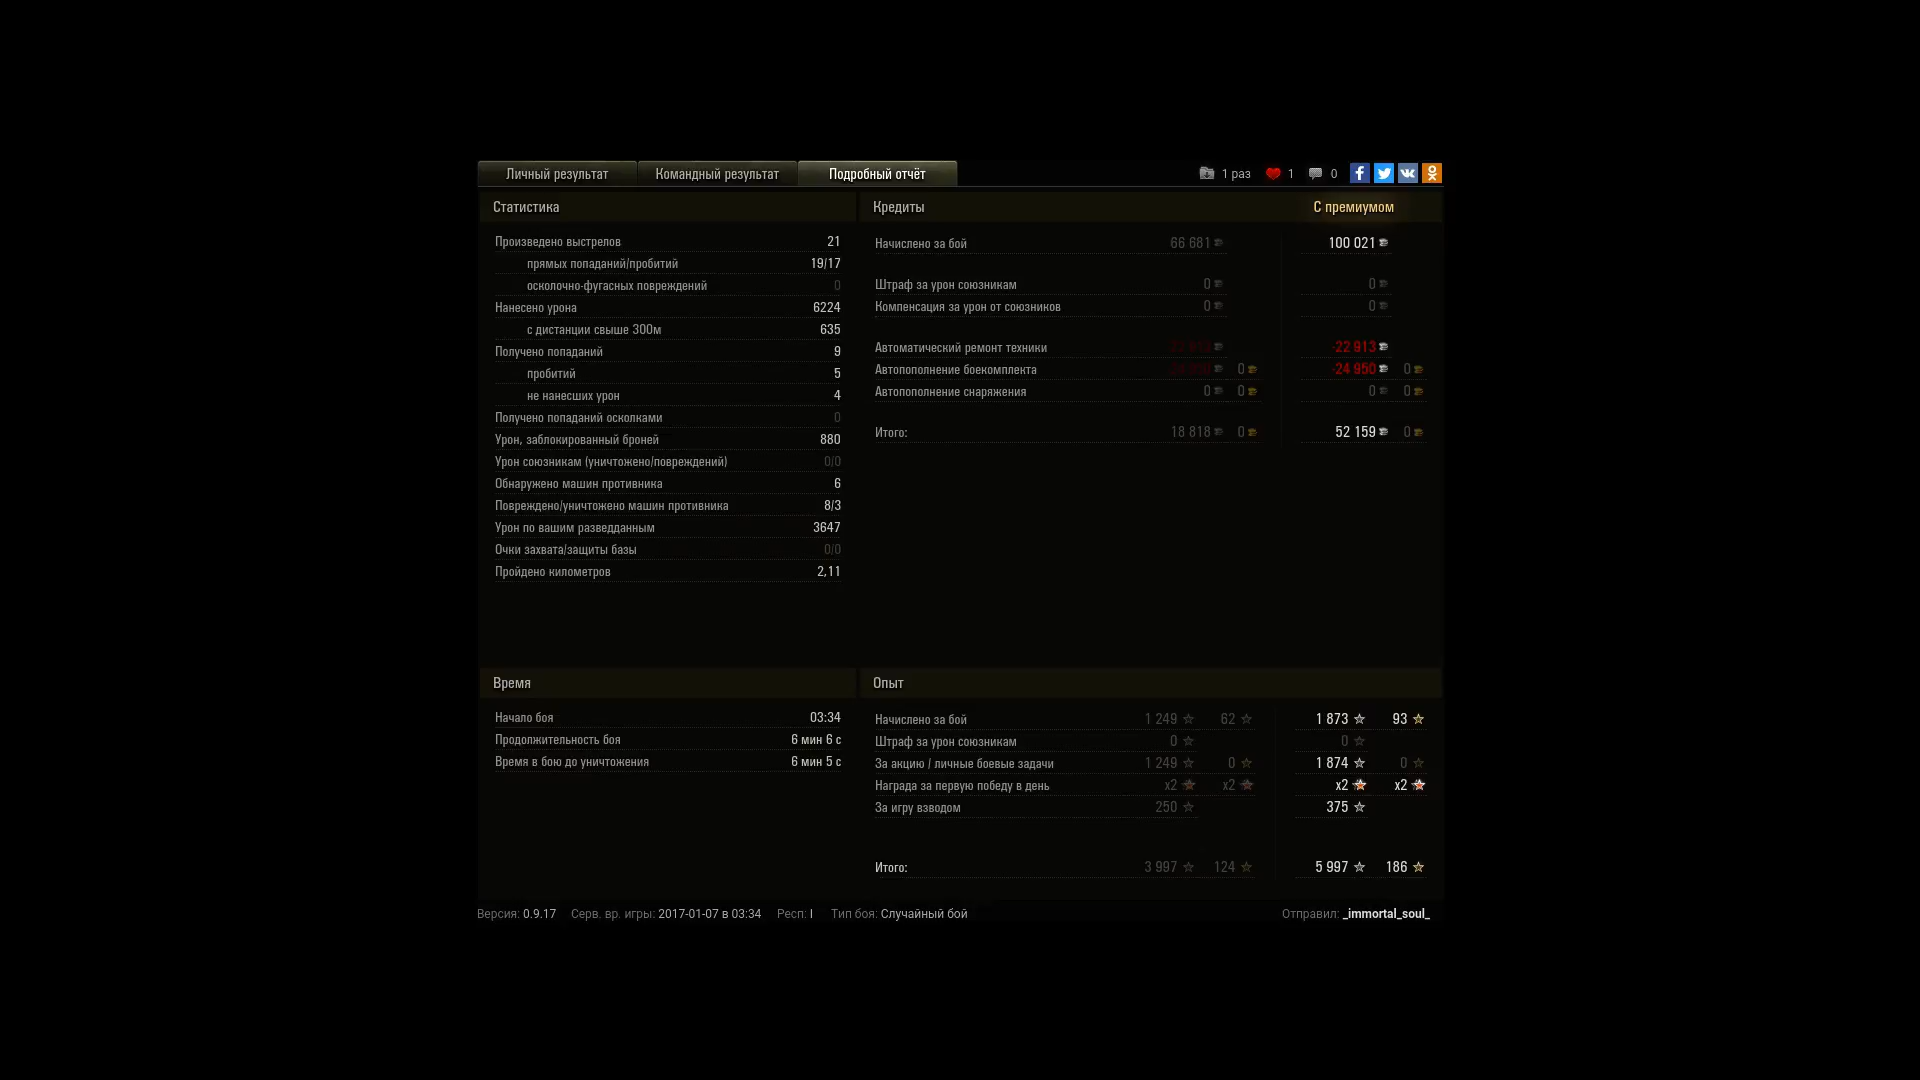 Личный результат Командный результат Подробный отчёт 1 раз 1 0
Статистика
Произведено выстрелов 21
прямых попаданий/пробитий 19/17
осколочно-фугасных повреждений 0
Нанесено урона 6224
с дистанции свыше 300м 635
Получено попаданий 9
пробитий 5
не нанесших урон 4
Получено попаданий осколками 0
Урон, заблокированный броней 880
Урон союзникам (уничтожено/повреждений) 0/0
Обнаружено машин противника 6
Повреждено/уничтожено машин противника 8/3
Урон по вашим разведданным 3647
Очки захвата/защиты базы 0/0
Пройдено километров 2,11
Кредиты С премиумом
Начислено за бой 66 681 100 021
Штраф за урон союзникам 0 0
Компенсация за урон от союзников 0 0
Автоматический ремонт техники -22 913
Автопополнение боекомплекта 0 -24 950 0
Автопополнение снаряжения 0 0 0 0
Итого: 18 818 0 52 159 0
Время
Начало боя 03:34
Продолжительность боя 6 мин 6 с
Время в бою до уничтожения 6 мин 5 с
Опыт
Начислено за бой 1 249 62 1 873 93
Штраф за урон союзникам 0 0
За акцию / личные боевые задачи 1 249 0 1 874 0
Награда за первую победу в день x2 x2 x2 x2
За игру взводом 250 375
Итого: 3 997 124 5 997 186
Версия: 0.9.17 Серв. вр. игры: 2017-01-07 в 03:34 Респ: I Тип боя: Случайный бой Отправил: _immortal_soul_